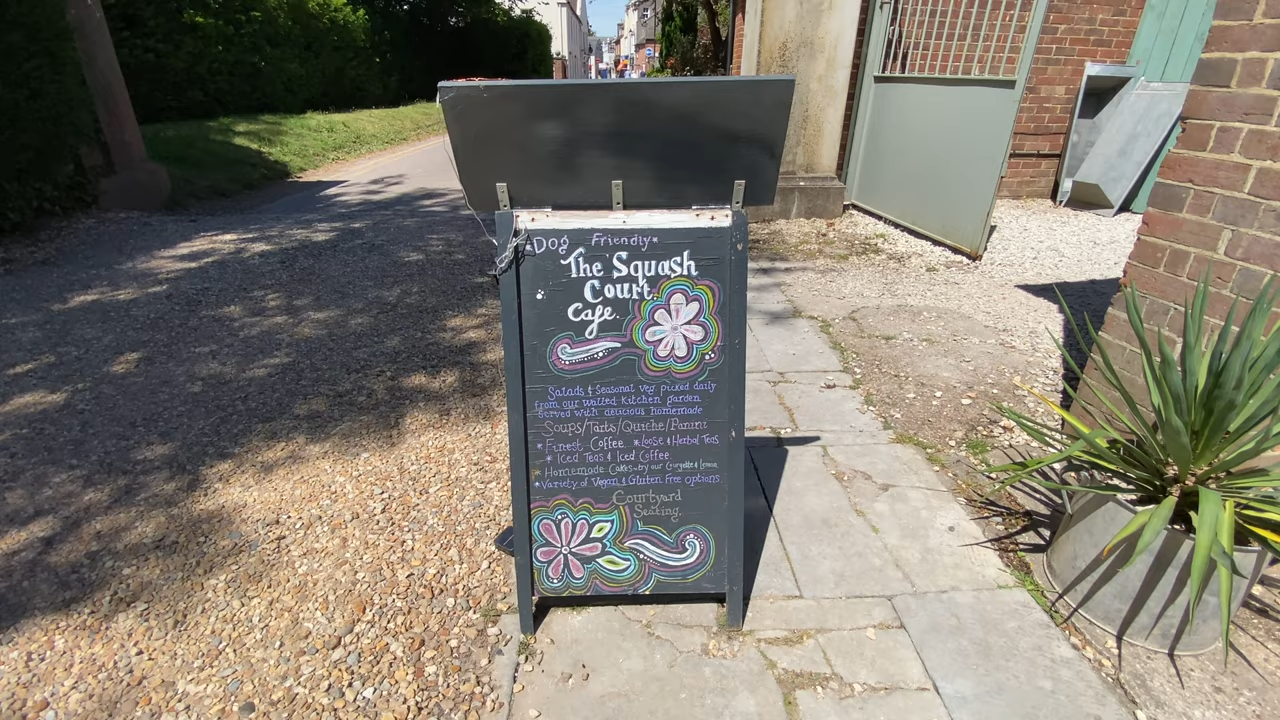 *Dog Friendly*
The Squash
Court.
Cafe.
Salads & Seasonal veg picked daily
from our walled kitchen garden
served with delicious homemade
Soups/Tarts/Quiche/Panini
*Finest Coffee *Loose & Herbal Teas
*Iced Teas & Iced Coffee.
*Homemade Cakes-try our Courgette & Lemon
*Variety of Vegan & Gluten Free options
Courtyard
Seating.